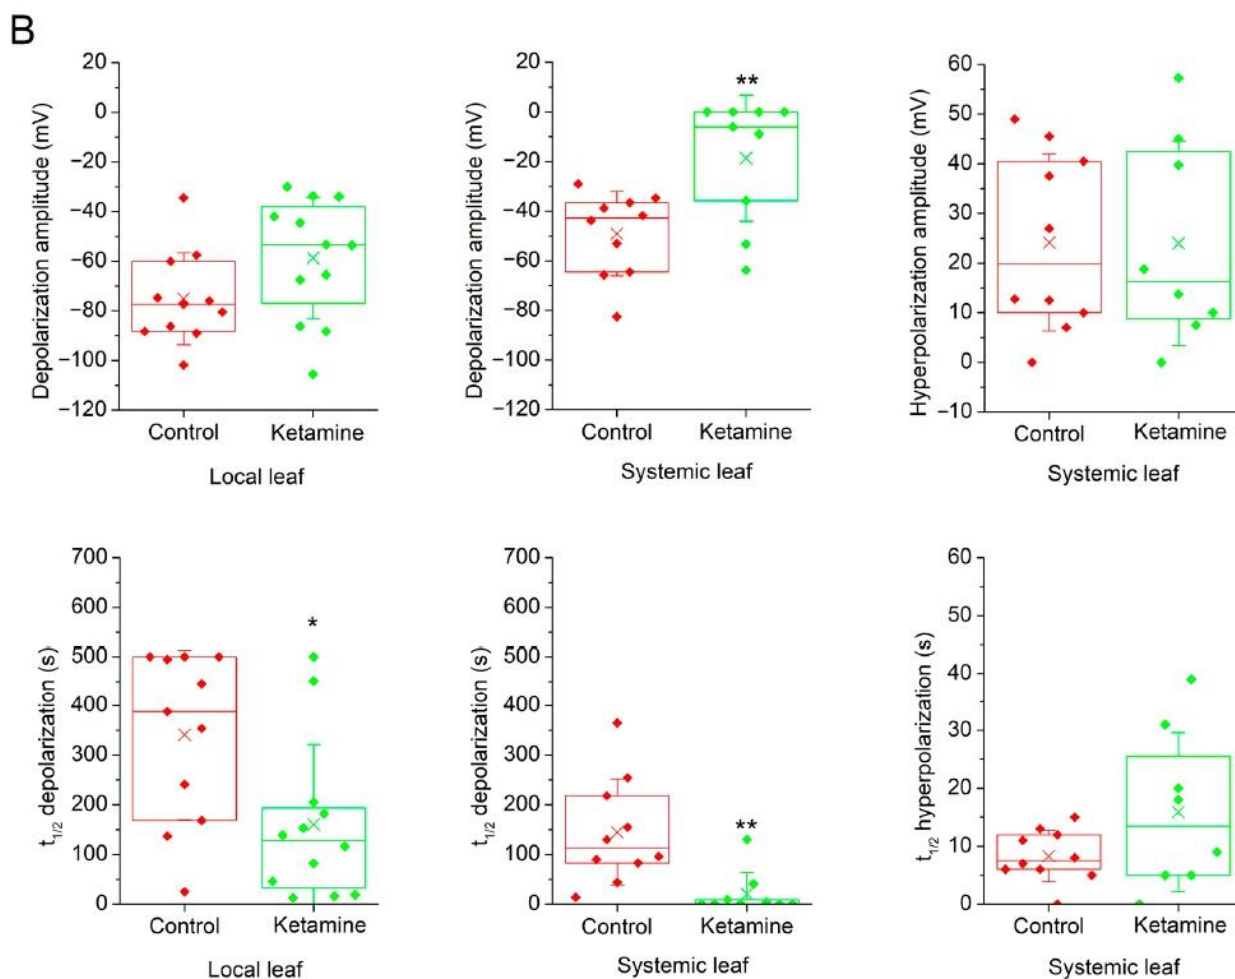 B
Depolarization amplitude (mV)
20
0
−20
−40
−60
−80
−100
−120
Control
Ketamine
Local leaf
Depolarization amplitude (mV)
20
0
−20
−40
−60
−80
−100
−120
**
Control
Ketamine
Systemic leaf
Hyperpolarization amplitude (mV)
60
50
40
30
20
10
0
−10
Control
Ketamine
Systemic leaf
t1/2 depolarization (s)
700
600
500
400
300
200
100
0
*
Control
Ketamine
Local leaf
t1/2 depolarization (s)
700
600
500
400
300
200
100
0
**
Control
Ketamine
Systemic leaf
t1/2 hyperpolarization (s)
60
50
40
30
20
10
0
Control
Ketamine
Systemic leaf